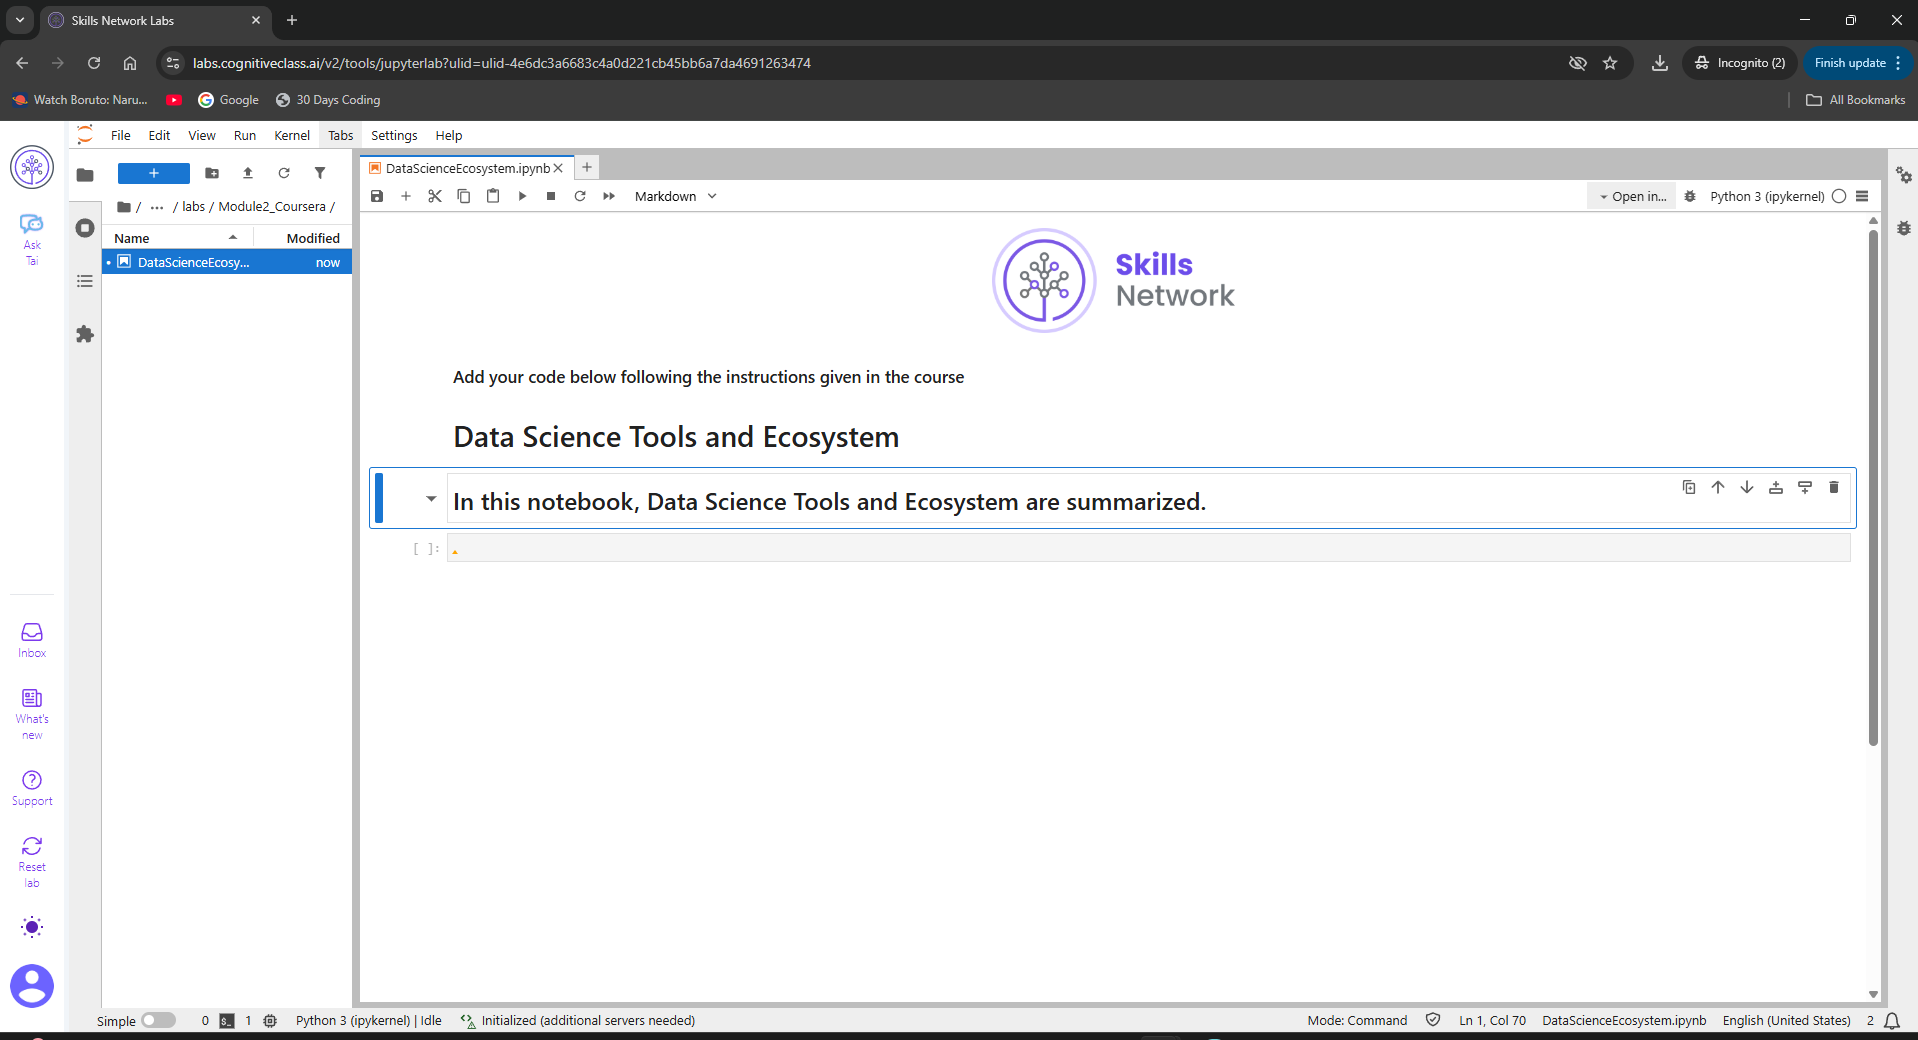 Skills Network Labs
labs.cognitiveclass.ai/v2/tools/jupyterlab?ulid=ulid-4e6dc3a6683c4a0d221cb45bb6a7da4691263474
Incognito (2)
Finish update
Watch Boruto: Naru...
Google
30 Days Coding
All Bookmarks
File Edit View Run Kernel Tabs Settings Help
Ask
Tai
/ ... / labs / Module2_Coursera /
Name Modified
DataScienceEcosy... now
DataScienceEcosystem.ipynb
Markdown
Open in...
Python 3 (ipykernel)
Skills
Network
Add your code below following the instructions given in the course
Data Science Tools and Ecosystem
In this notebook, Data Science Tools and Ecosystem are summarized.
[ ]:
Inbox
What's
new
Support
Reset
lab
Simple 0 $_ 1 Python 3 (ipykernel) | Idle Initialized (additional servers needed) Mode: Command Ln 1, Col 70 DataScienceEcosystem.ipynb English (United States) 2